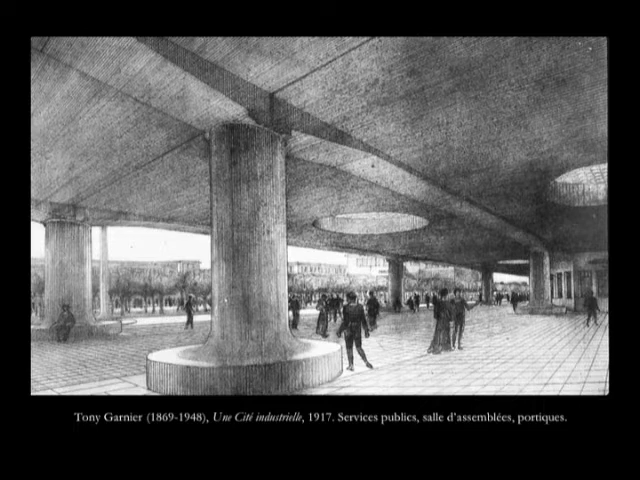 Tony Garnier (1869-1948), Une Cité industrielle, 1917. Services publics, salle d'assemblées, portiques.